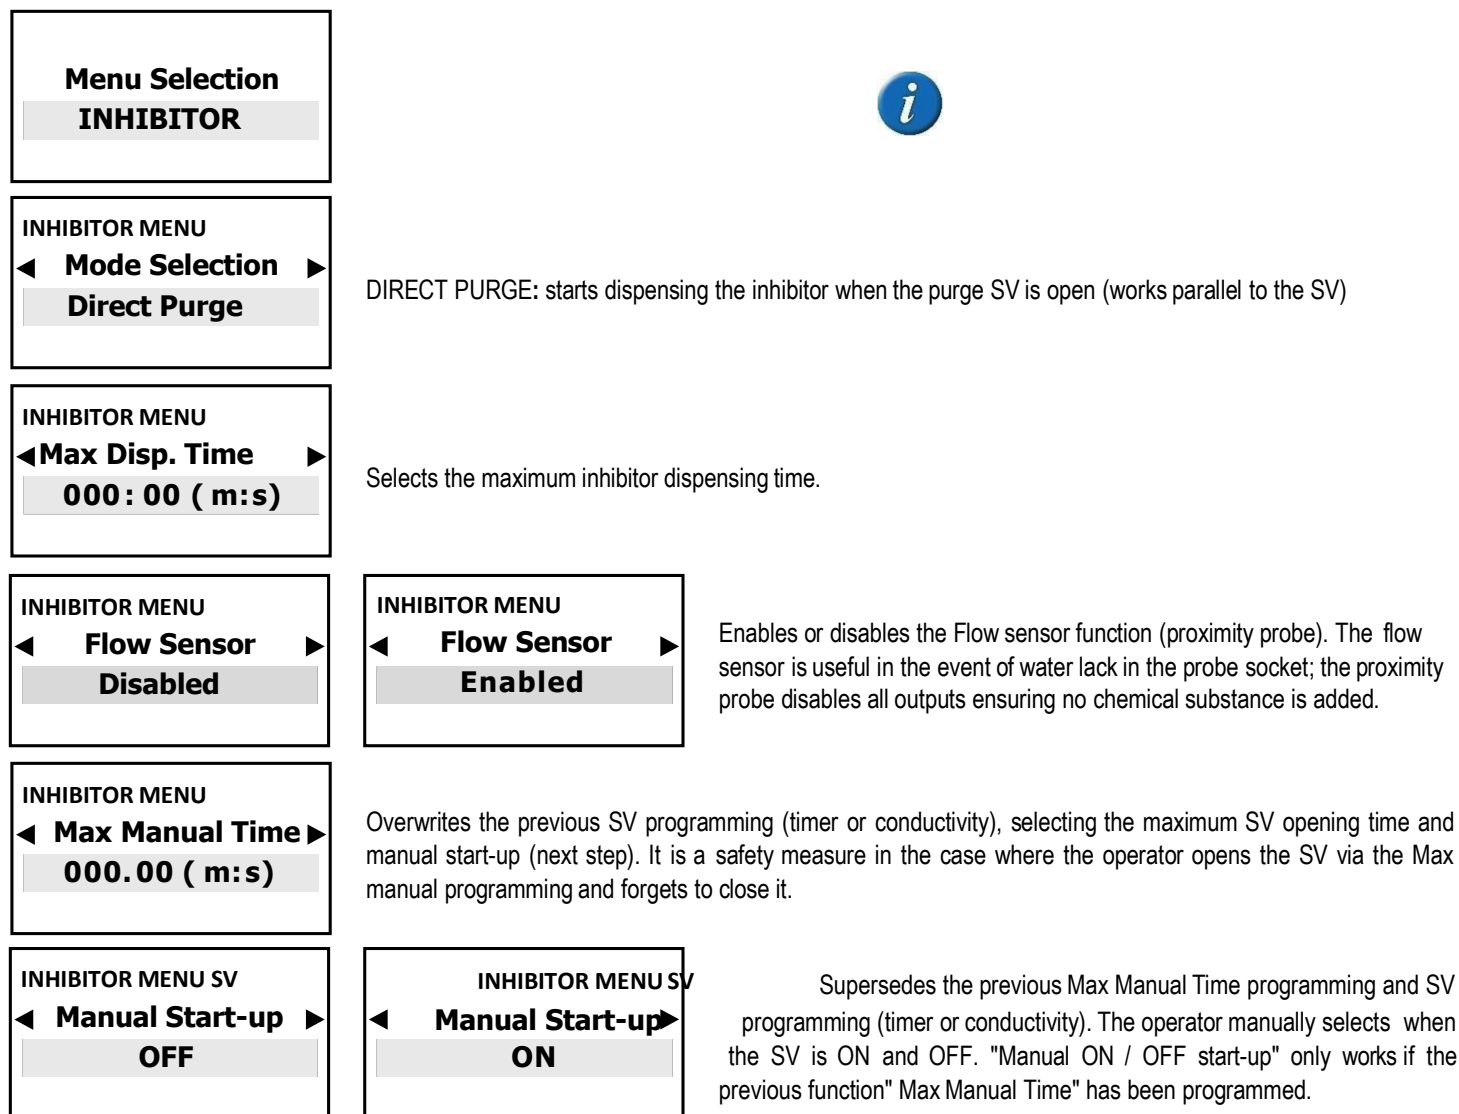 Menu Selection
INHIBITOR
i
INHIBITOR MENU
◀ Mode Selection ▶
Direct Purge
DIRECT PURGE: starts dispensing the inhibitor when the purge SV is open (works parallel to the SV)
INHIBITOR MENU
◀Max Disp. Time ▶
000:00 ( m:s)
Selects the maximum inhibitor dispensing time.
INHIBITOR MENU
◀ Flow Sensor ▶
Disabled
INHIBITOR MENU
◀ Flow Sensor ▶
Enabled
Enables or disables the Flow sensor function (proximity probe). The flow
sensor is useful in the event of water lack in the probe socket; the proximity
probe disables all outputs ensuring no chemical substance is added.
INHIBITOR MENU
◀ Max Manual Time ▶
000.00 ( m:s)
Overwrites the previous SV programming (timer or conductivity), selecting the maximum SV opening time and
manual start-up (next step). It is a safety measure in the case where the operator opens the SV via the Max
manual programming and forgets to close it.
INHIBITOR MENU SV
◀ Manual Start-up ▶
OFF
INHIBITOR MENU SV
◀ Manual Start-up▶
ON
Supersedes the previous Max Manual Time programming and SV
programming (timer or conductivity). The operator manually selects when
the SV is ON and OFF. "Manual ON / OFF start-up" only works if the
previous function" Max Manual Time" has been programmed.